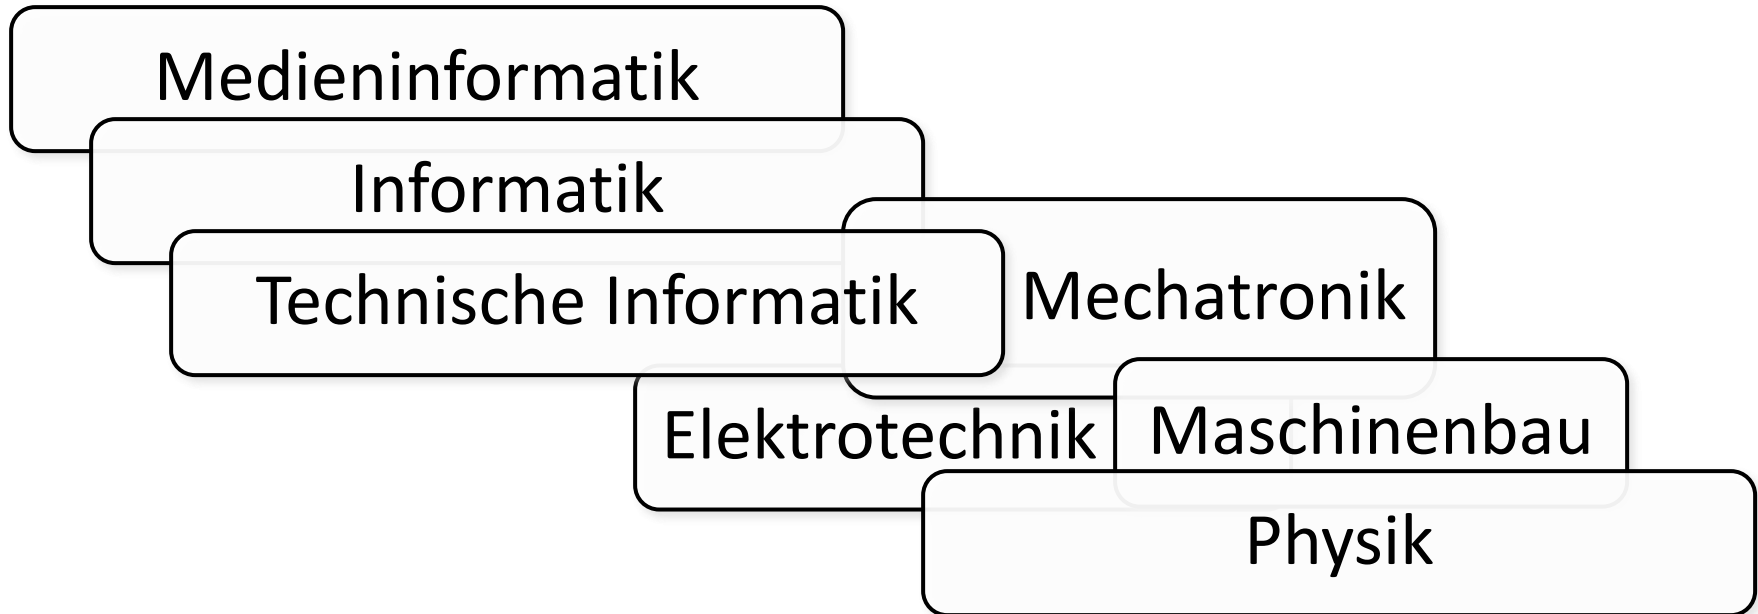 Medieninformatik
Informatik
Technische Informatik
Mechatronik
Elektrotechnik
Maschinenbau
Physik